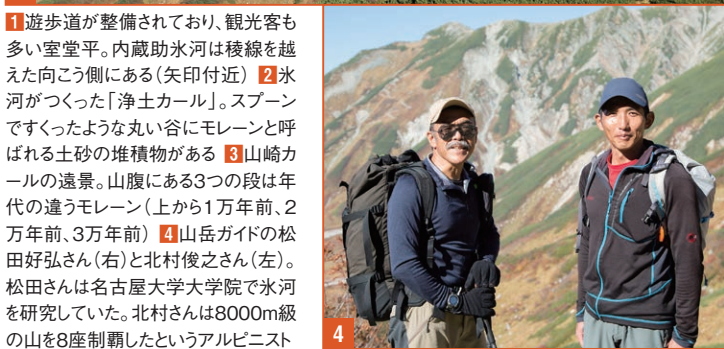 1遊歩道が整備されており、観光客も
多い室堂平。内蔵助氷河は稜線を越
えた向こう側にある(矢印付近) 2氷
河がつくった「浄土カール」。スプーン
ですくったような丸い谷にモレーンと呼
ばれる土砂の堆積物がある 3山崎カ
ールの遠景。山腹にある3つの段は年
代の違うモレーン(上から1万年前、2
万年前、3万年前) 4山岳ガイドの松
田好弘さん(右)と北村俊之さん(左)。
松田さんは名古屋大学大学院で氷河
を研究していた。北村さんは8000m級
の山を8座制覇したというアルピニスト
4